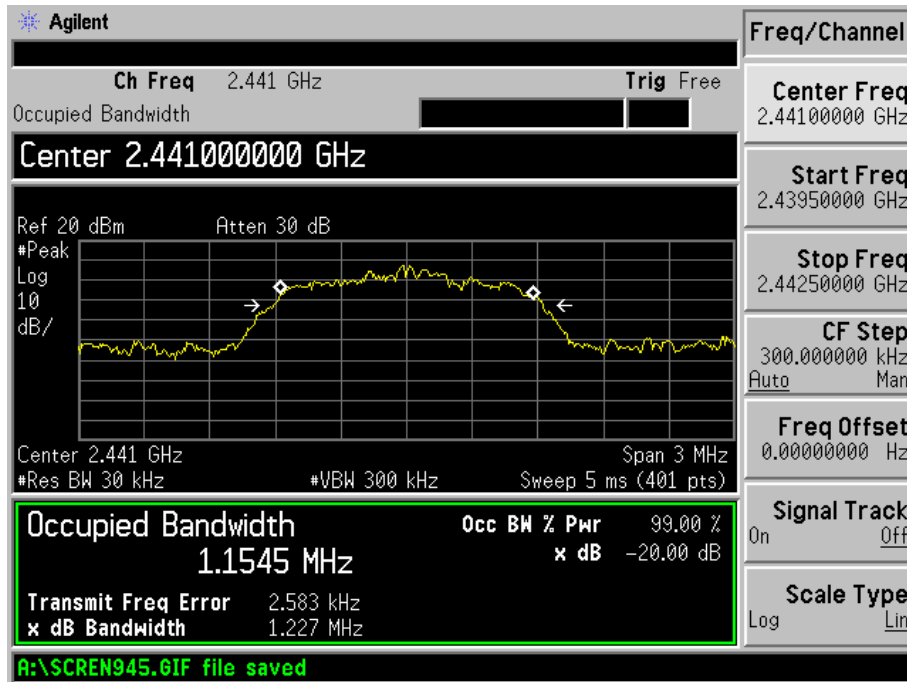 Agilent
Freq/Channel
Ch Freq 2.441 GHz Trig Free
Occupied Bandwidth
Center 2.441000000 GHz
Ref 20 dBm Atten 30 dB
#Peak
Log
10
dB/
Center 2.441 GHz Span 3 MHz
#Res BW 30 kHz #VBW 300 kHz Sweep 5 ms (401 pts)
Occupied Bandwidth Occ BW % Pwr 99.00 %
1.1545 MHz x dB -20.00 dB
Transmit Freq Error 2.583 kHz
x dB Bandwidth 1.227 MHz
A:\SCREN945.GIF file saved
Center Freq
2.44100000 GHz
Start Freq
2.43950000 GHz
Stop Freq
2.44250000 GHz
CF Step
300.000000 kHz
Auto Man
Freq Offset
0.00000000 Hz
Signal Track
On Off
Scale Type
Log Lin